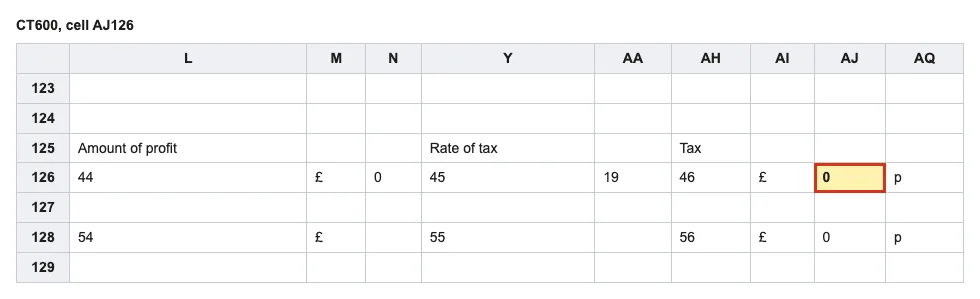 CT600, cell AJ126
L M N Y AA AH AI AJ AQ
123
124
125 Amount of profit Rate of tax Tax
126 44 £ 0 45 19 46 £ 0 p
127
128 54 £ 55 56 £ 0 p
129